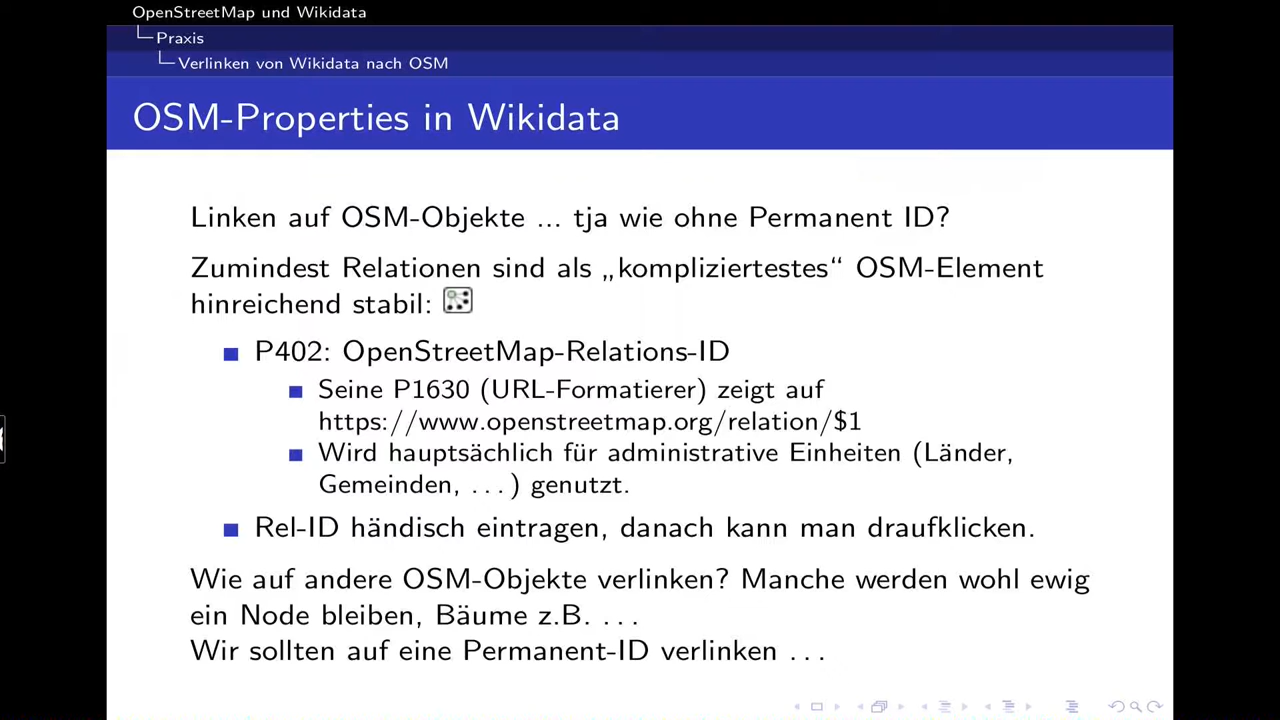 OpenStreetMap und Wikidata
Praxis
Verlinken von Wikidata nach OSM
OSM-Properties in Wikidata
Linken auf OSM-Objekte ... tja wie ohne Permanent ID?
Zumindest Relationen sind als „kompliziertestes“ OSM-Element
hinreichend stabil:
P402: OpenStreetMap-Relations-ID
Seine P1630 (URL-Formatierer) zeigt auf
https://www.openstreetmap.org/relation/$1
Wird hauptsächlich für administrative Einheiten (Länder,
Gemeinden, ...) genutzt.
Rel-ID händisch eintragen, danach kann man draufklicken.
Wie auf andere OSM-Objekte verlinken? Manche werden wohl ewig
ein Node bleiben, Bäume z.B. ...
Wir sollten auf eine Permanent-ID verlinken ...